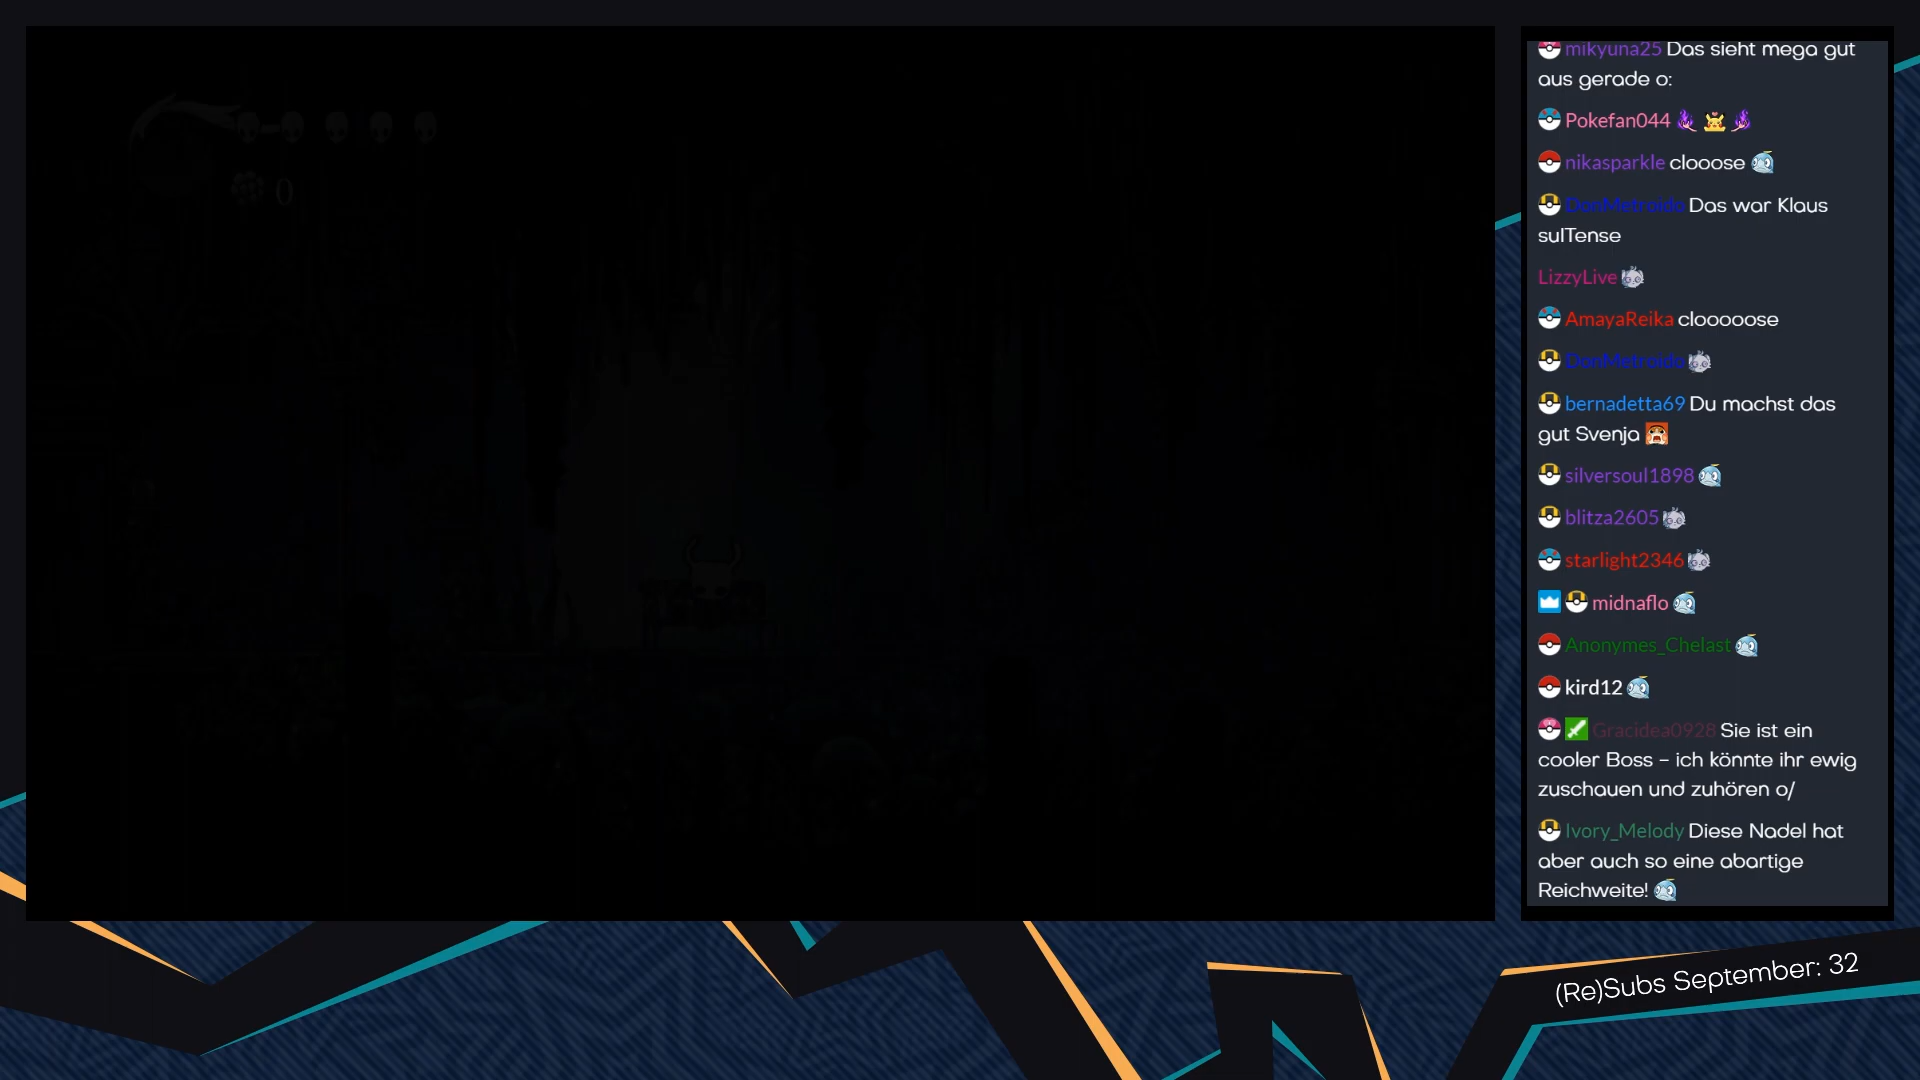 0
mikyuna25 Das sieht mega gut
aus gerade o:
Pokefan044
nikasparkle clooose
DonMetroido Das war Klaus
sulTense
LizzyLive
AmayaReika clooooose
DonMetroido
bernadetta69 Du machst das
gut Svenja
silversoul1898
blitza2605
starlight2346
midnaflo
Anonymes_Chelast
kird12
Gracidea0928 Sie ist ein
cooler Boss - ich könnte ihr ewig
zuschauen und zuhören o/
Ivory_Melody Diese Nadel hat
aber auch so eine abartige
Reichweite!
(Re)Subs September: 32